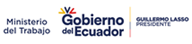 Ministerio
del Trabajo
Gobierno
del Ecuador
GUILLERMO LASSO
PRESIDENTE